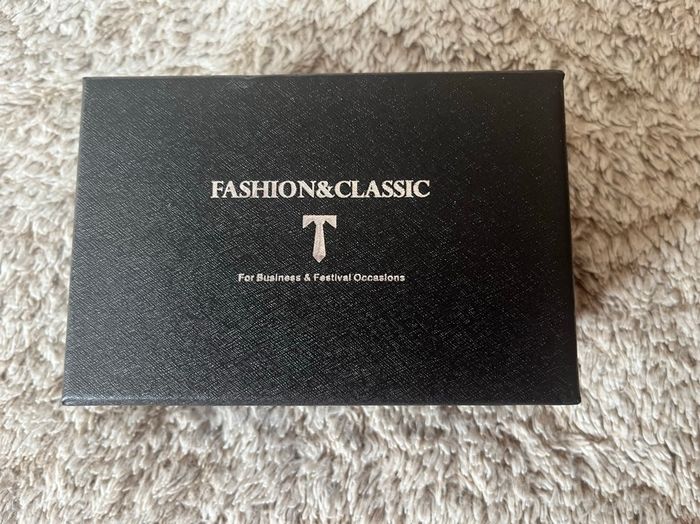 FASHION&CLASSIC
T
For Business & Festival Occasions